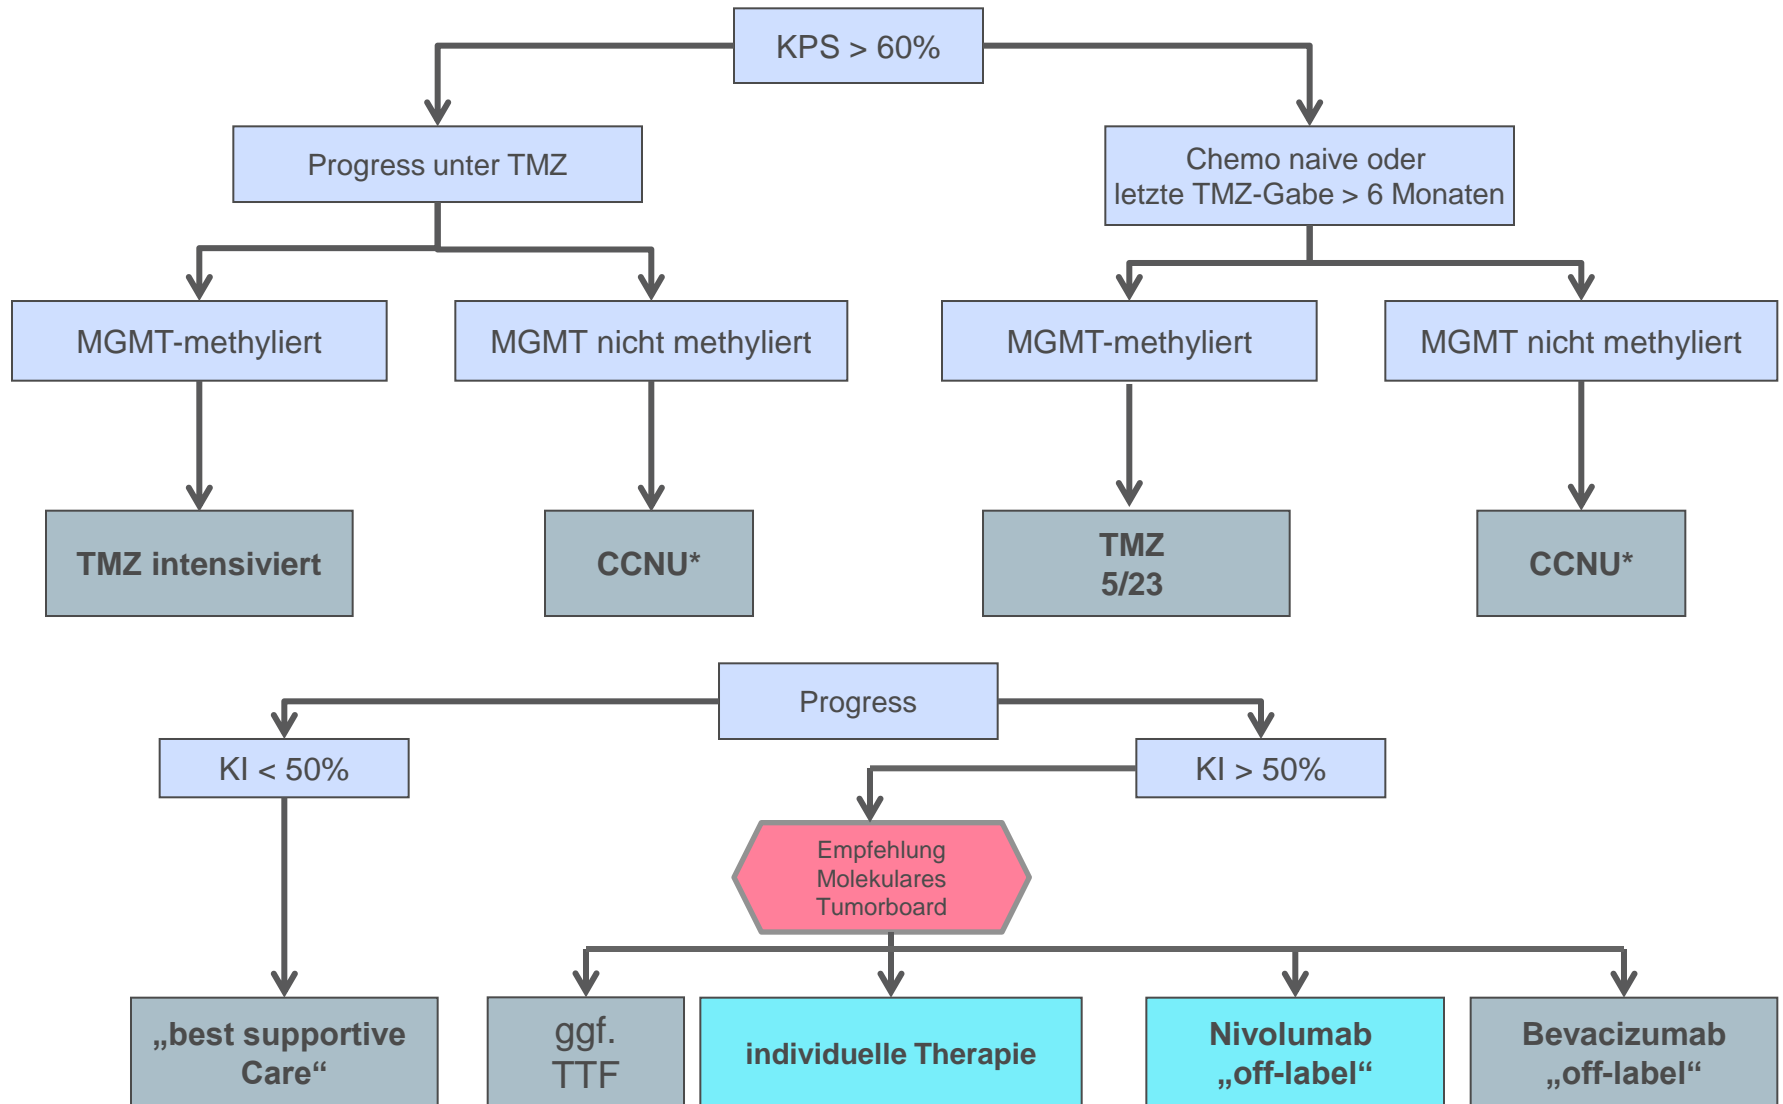 KPS > 60%
Progress unter TMZ
Chemo naive oder
letzte TMZ-Gabe > 6 Monaten
MGMT-methyliert
MGMT nicht methyliert
MGMT-methyliert
MGMT nicht methyliert
TMZ intensiviert
CCNU*
TMZ
5/23
CCNU*
Progress
KI < 50%
KI > 50%
Empfehlung
Molekulares
Tumorboard
„best supportive
Care“
ggf.
TTF
individuelle Therapie
Nivolumab
„off-label“
Bevacizumab
„off-label“